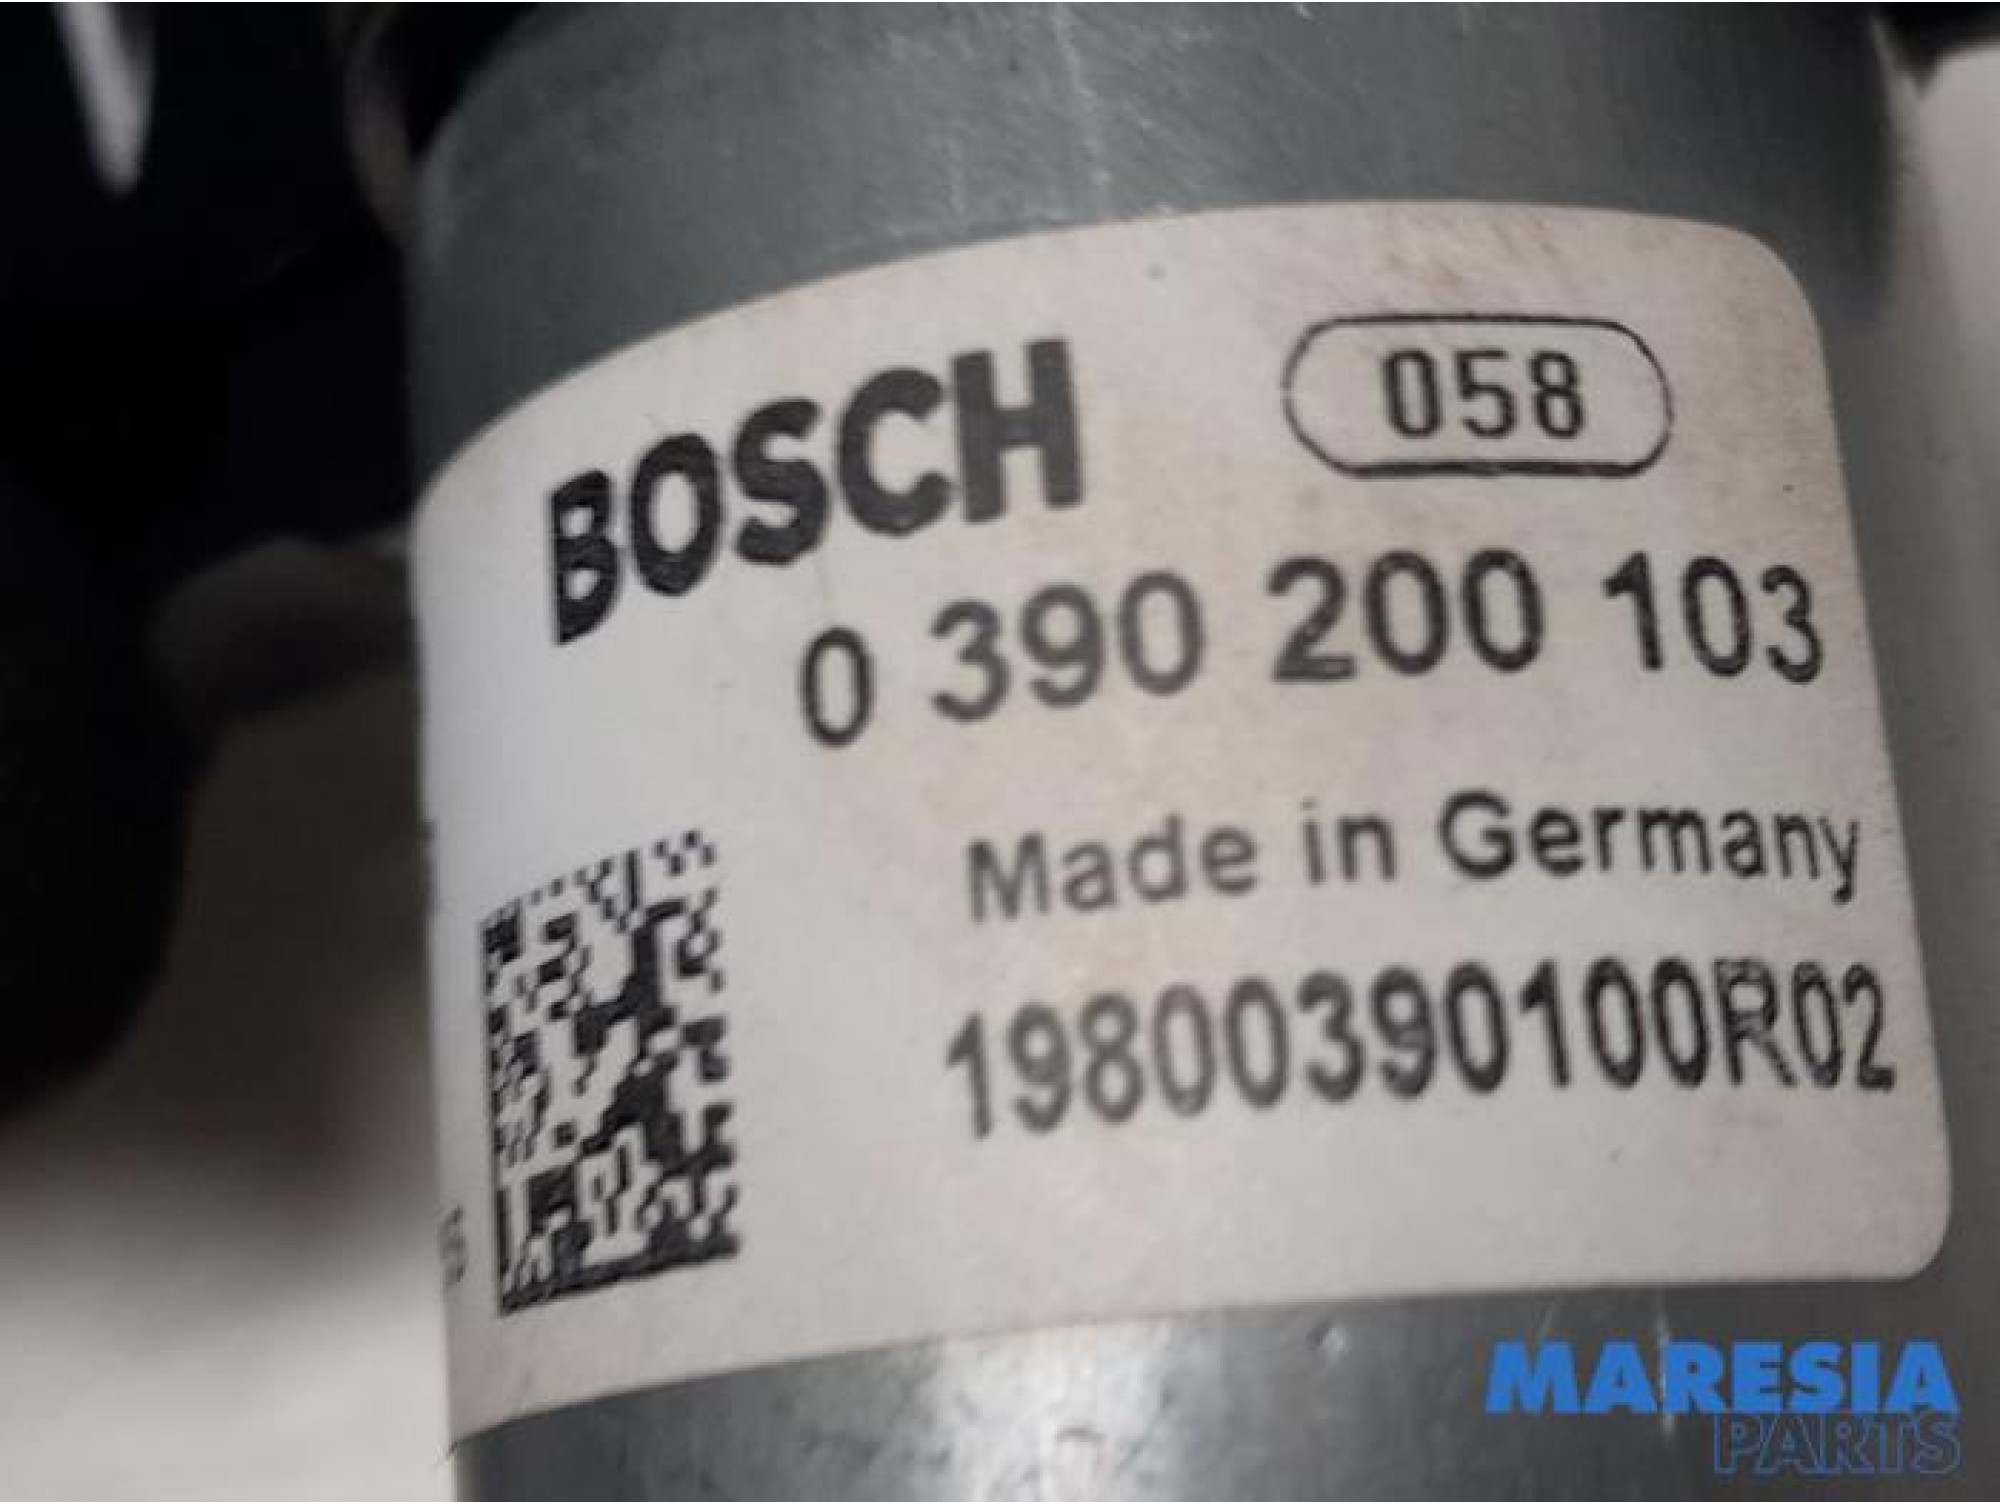 BOSCH
058
0 390 200 103
Made in Germany
19800390100R02
MARESIA
PARTS